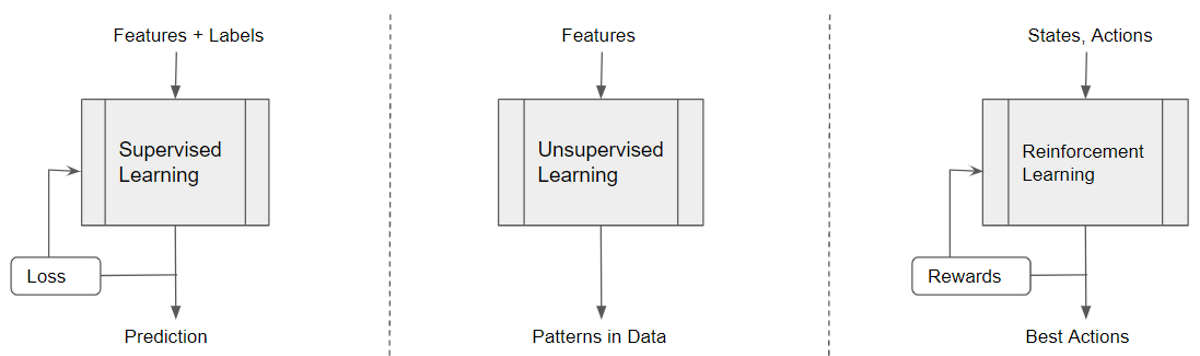 Features + Labels
Supervised
Learning
Loss
Prediction
Features
Unsupervised
Learning
Patterns in Data
States, Actions
Reinforcement
Learning
Rewards
Best Actions